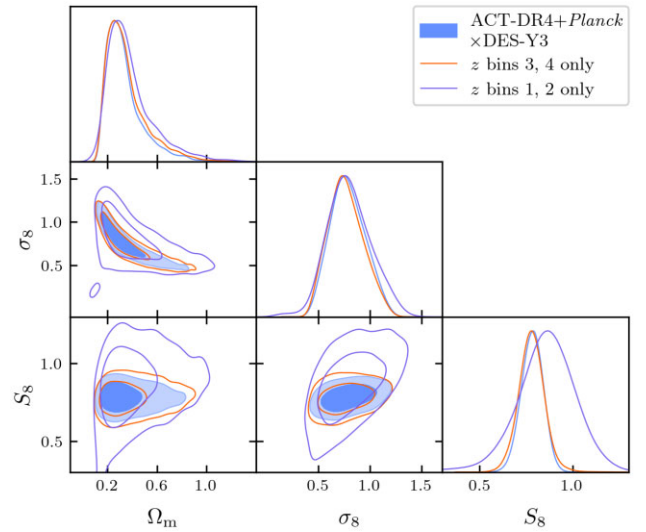 ACT-DR4+Planck
×DES-Y3
z bins 3, 4 only
z bins 1, 2 only
1.5
1.0
0.5
σ₈
1.0
0.5
S₈
0.2 0.6 1.0
0.5 1.0 1.5
0.5 1.0
Ωₘ
σ₈
S₈